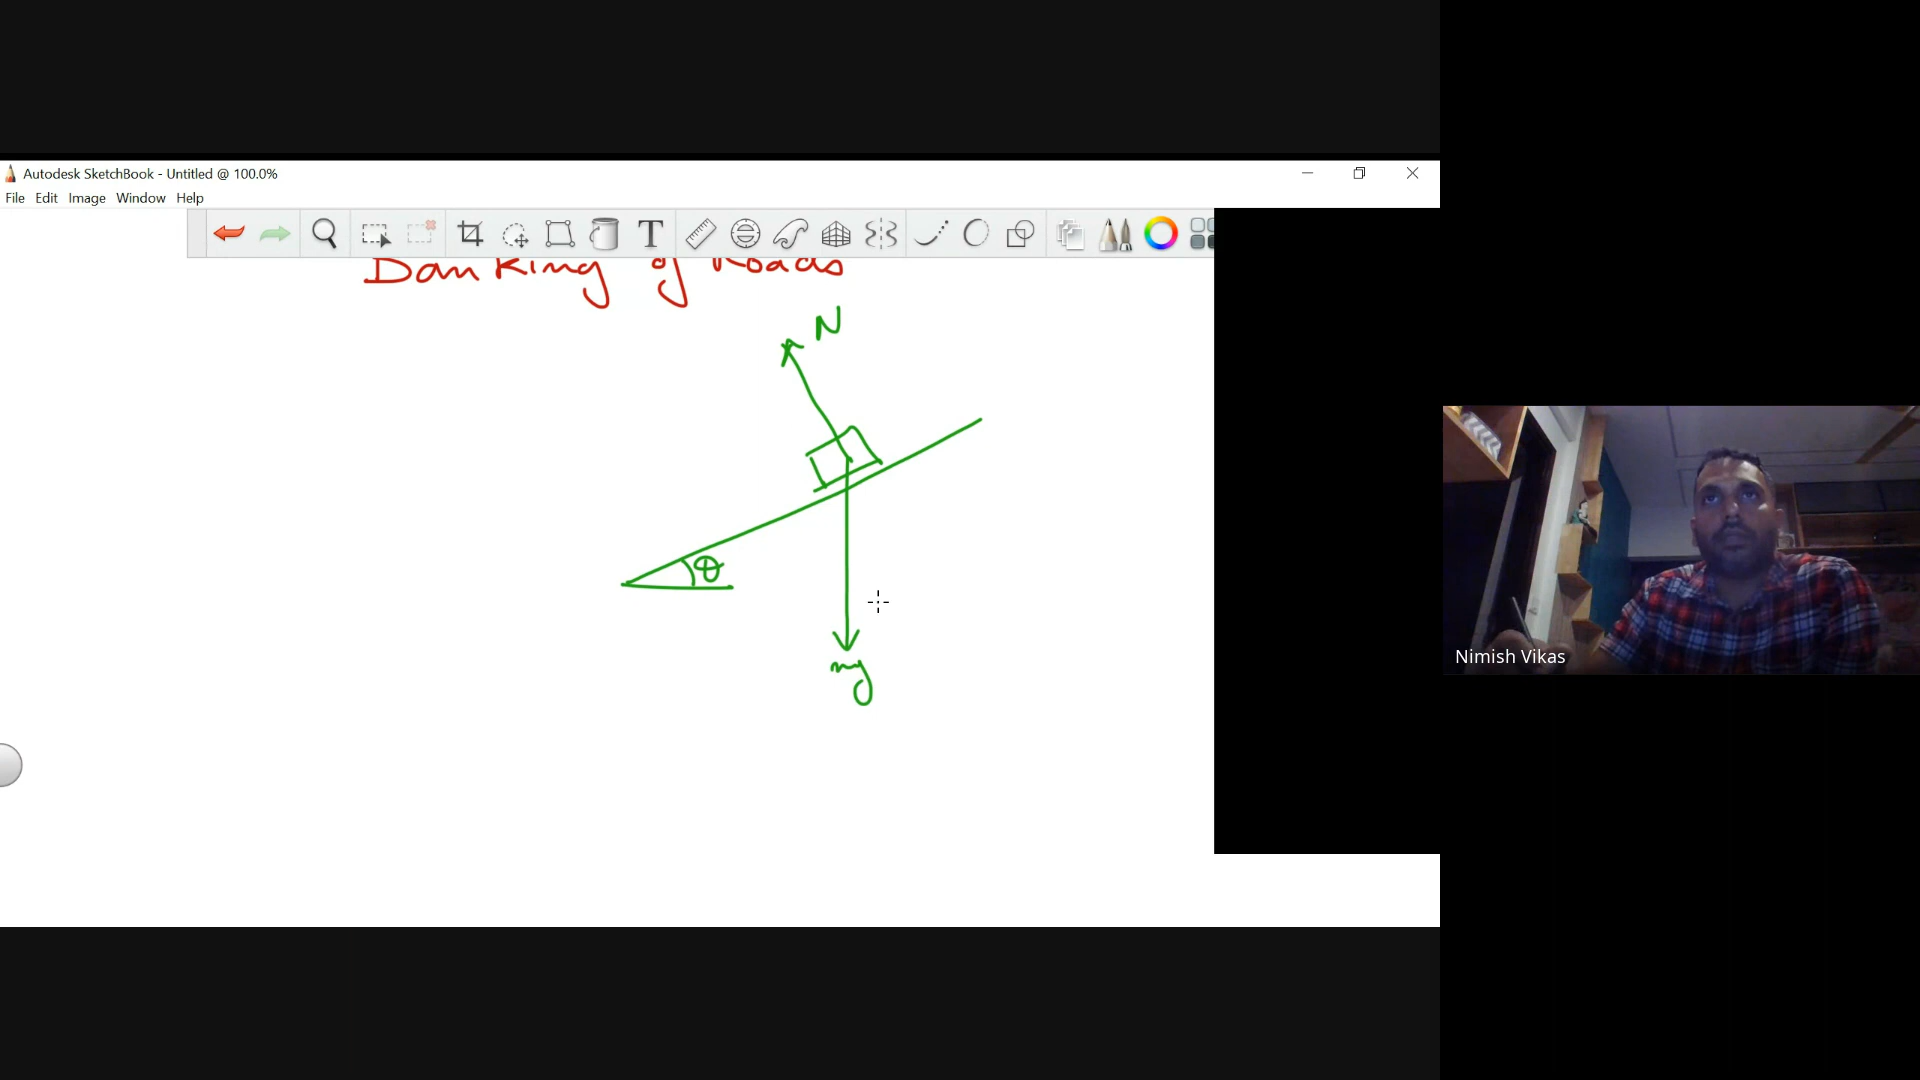 Autodesk SketchBook - Untitled @ 100.0%
File Edit Image Window Help
T
Banking of Roads
N
θ
mg
Nimish Vikas